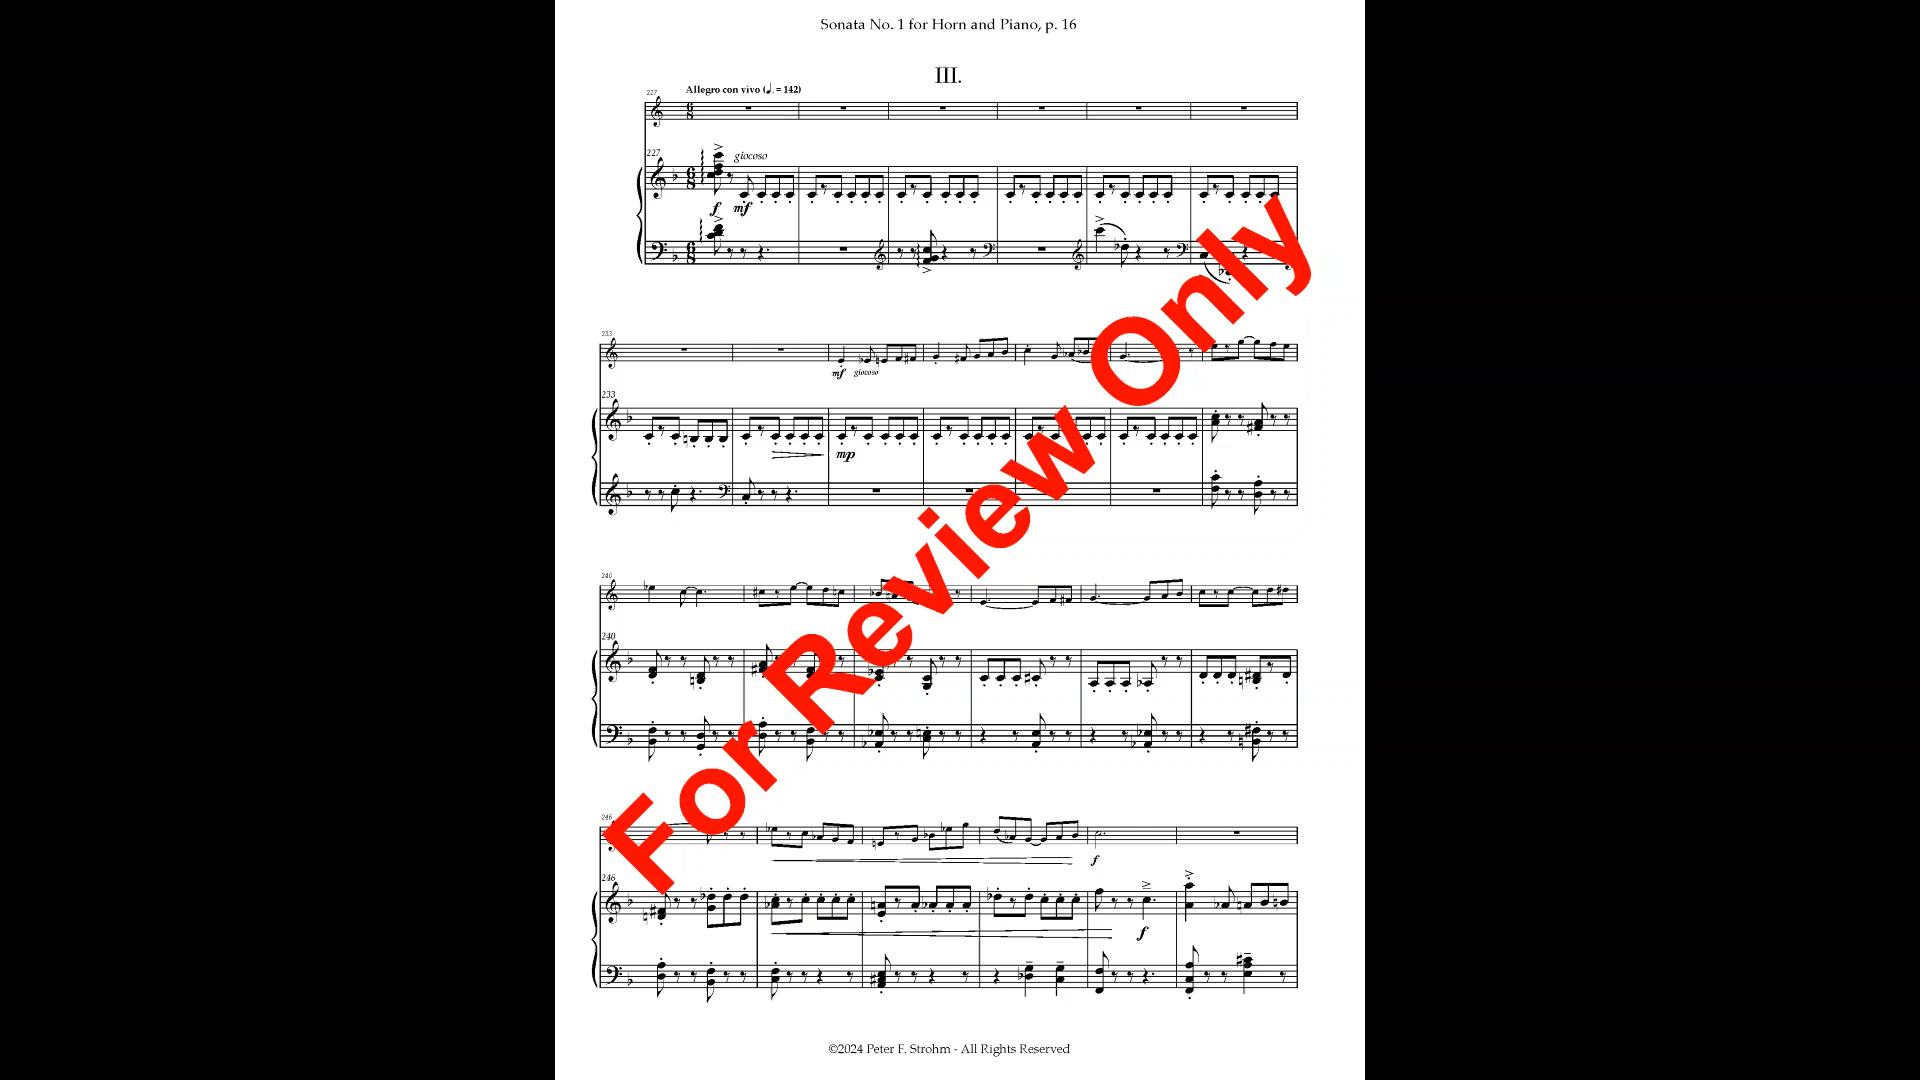 Sonata No. 1 for Horn and Piano, p. 16
III.
Allegro con vivo (♩. = 142)
227
227
giocoso
f
mf
233
mf giocoso
233
mp
240
240
246
f
246
f
For Review Only
©2024 Peter F. Strohm - All Rights Reserved